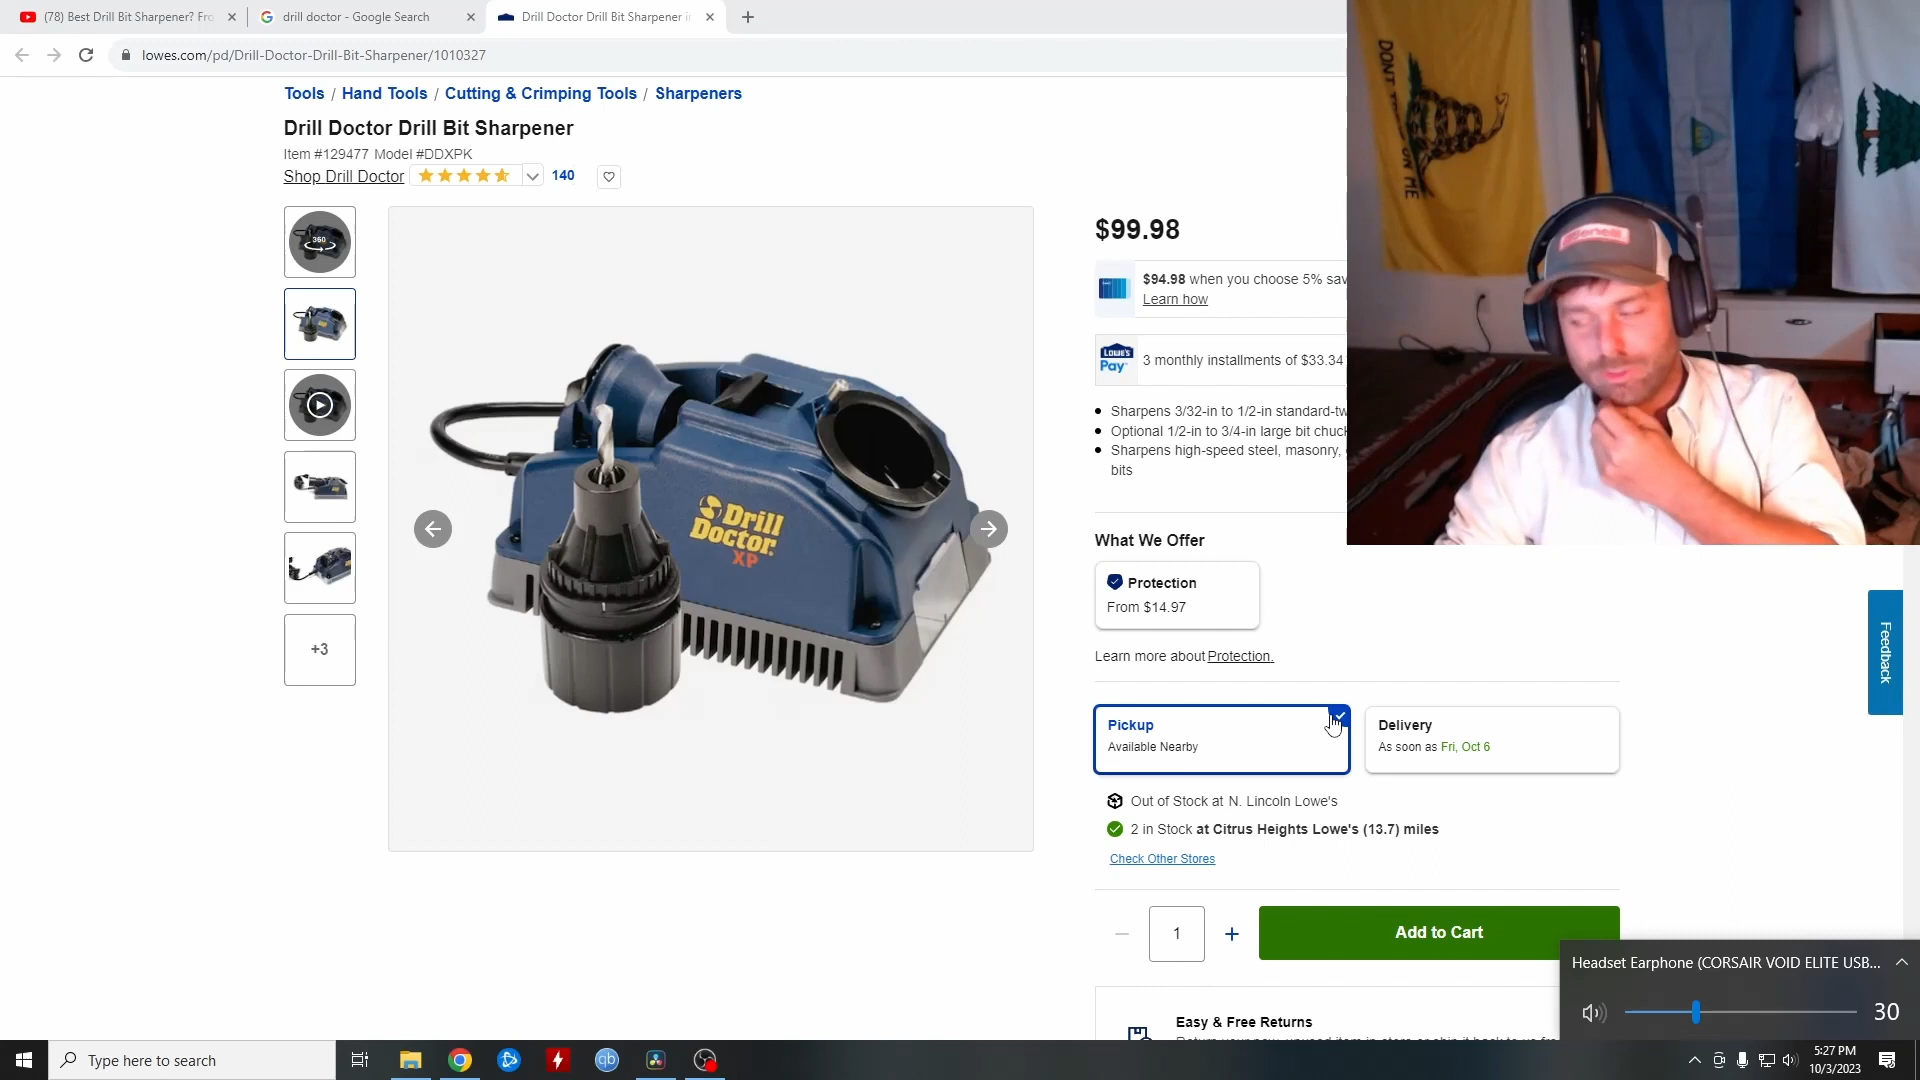 (78) Best Drill Bit Sharpener? Fro
drill doctor - Google Search
Drill Doctor Drill Bit Sharpener i
lowes.com/pd/Drill-Doctor-Drill-Bit-Sharpener/1010327
Tools / Hand Tools / Cutting & Crimping Tools / Sharpeners
Drill Doctor Drill Bit Sharpener
Item #129477 Model #DDXPK
Shop Drill Doctor
140
360
+3
Drill
Doctor
XP
$99.98
$94.98 when you choose 5% sav
Learn how
LOWE'S
Pay
3 monthly installments of $33.34
Sharpens 3/32-in to 1/2-in standard-tw
Optional 1/2-in to 3/4-in large bit chuc
Sharpens high-speed steel, masonry,
bits
What We Offer
Protection
From $14.97
Learn more about Protection.
Pickup
Available Nearby
Delivery
As soon as Fri, Oct 6
Out of Stock at N. Lincoln Lowe's
2 in Stock at Citrus Heights Lowe's (13.7) miles
Check Other Stores
1
Add to Cart
Easy & Free Returns
Feedback
DONT
ON ME
Headset Earphone (CORSAIR VOID ELITE USB...
30
Type here to search
qb
5:27 PM
10/3/2023